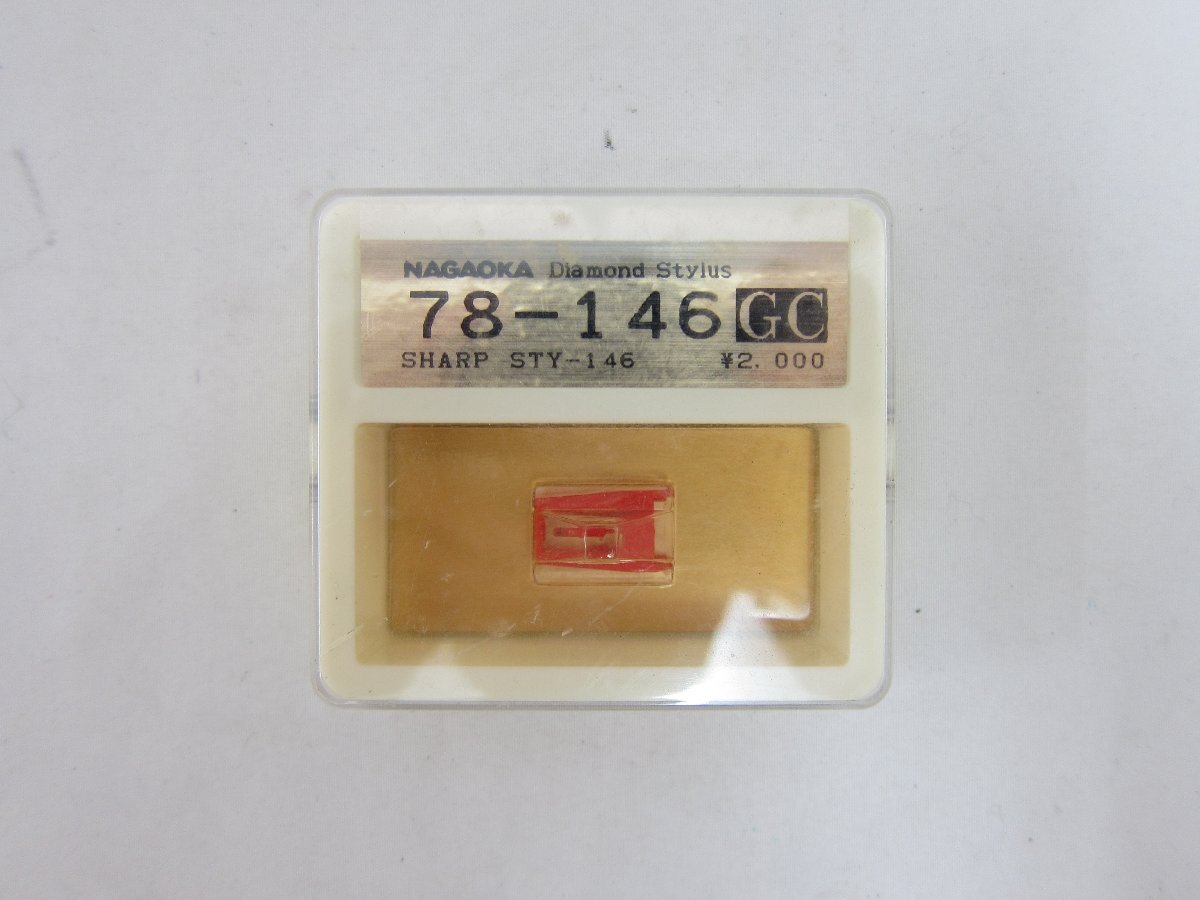 NAGAOKA Diamond Stylus
78-146 GC
SHARP STY-146 ¥2,000